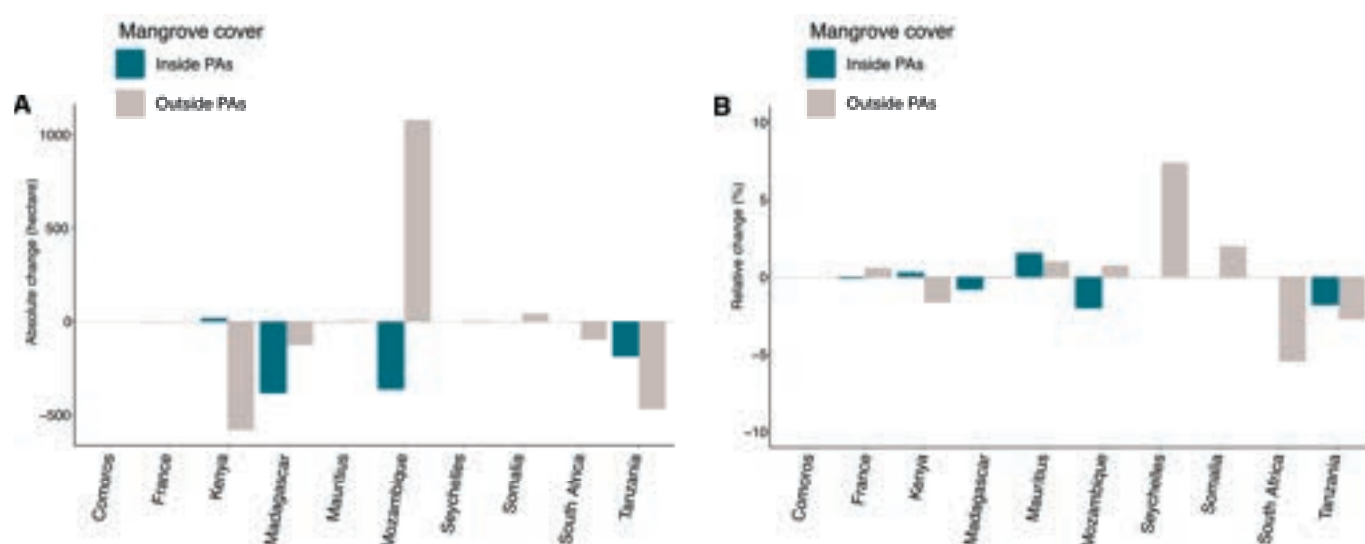 Mangrove cover
Inside PAs
Outside PAs
A
Absolute change (hectare)
1000
500
0
−500
Comoros
France
Kenya
Madagascar
Mauritius
Mozambique
Seychelles
Somalia
South Africa
Tanzania
Mangrove cover
Inside PAs
Outside PAs
B
Relative change (%)
10
5
0
−5
−10
Comoros
France
Kenya
Madagascar
Mauritius
Mozambique
Seychelles
Somalia
South Africa
Tanzania